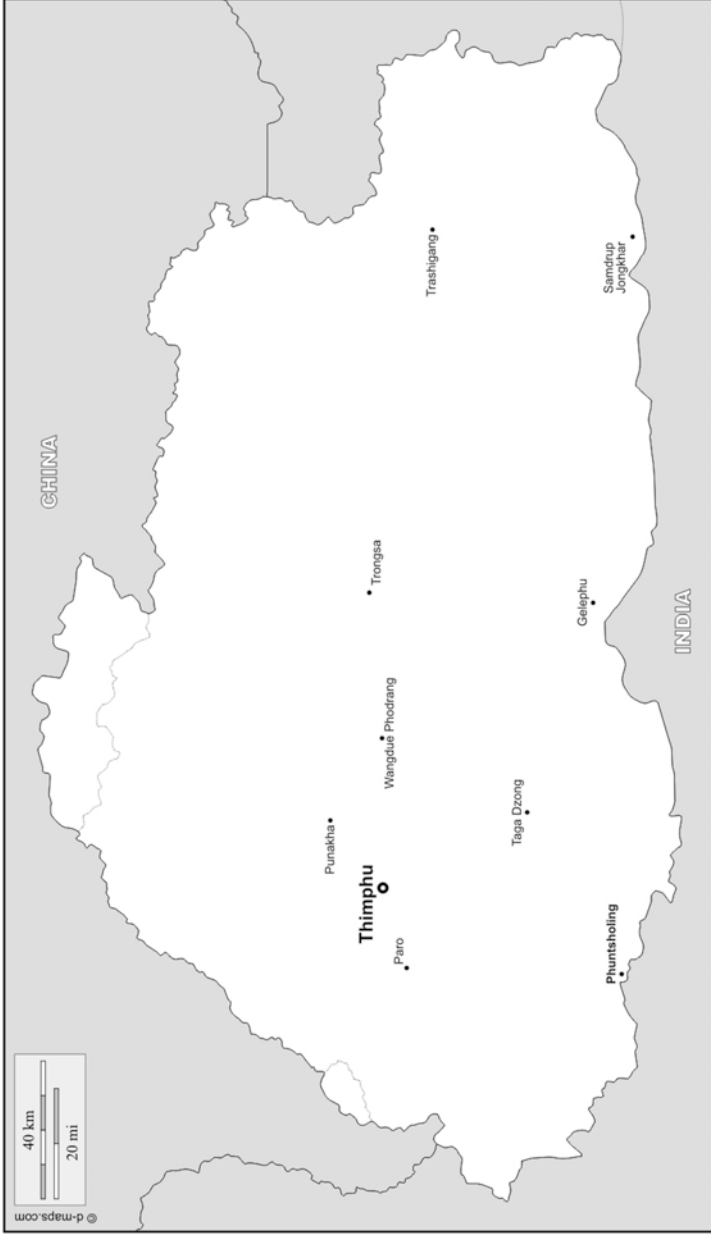 40 km
20 mi
© d-maps.com
CHINA
Punakha
Thimphu
Paro
Wangdue Phodrang
Trongsa
Trashigang
Taga Dzong
Phuntsholing
Gelephu
Samdrup
Jongkhar
INDIA